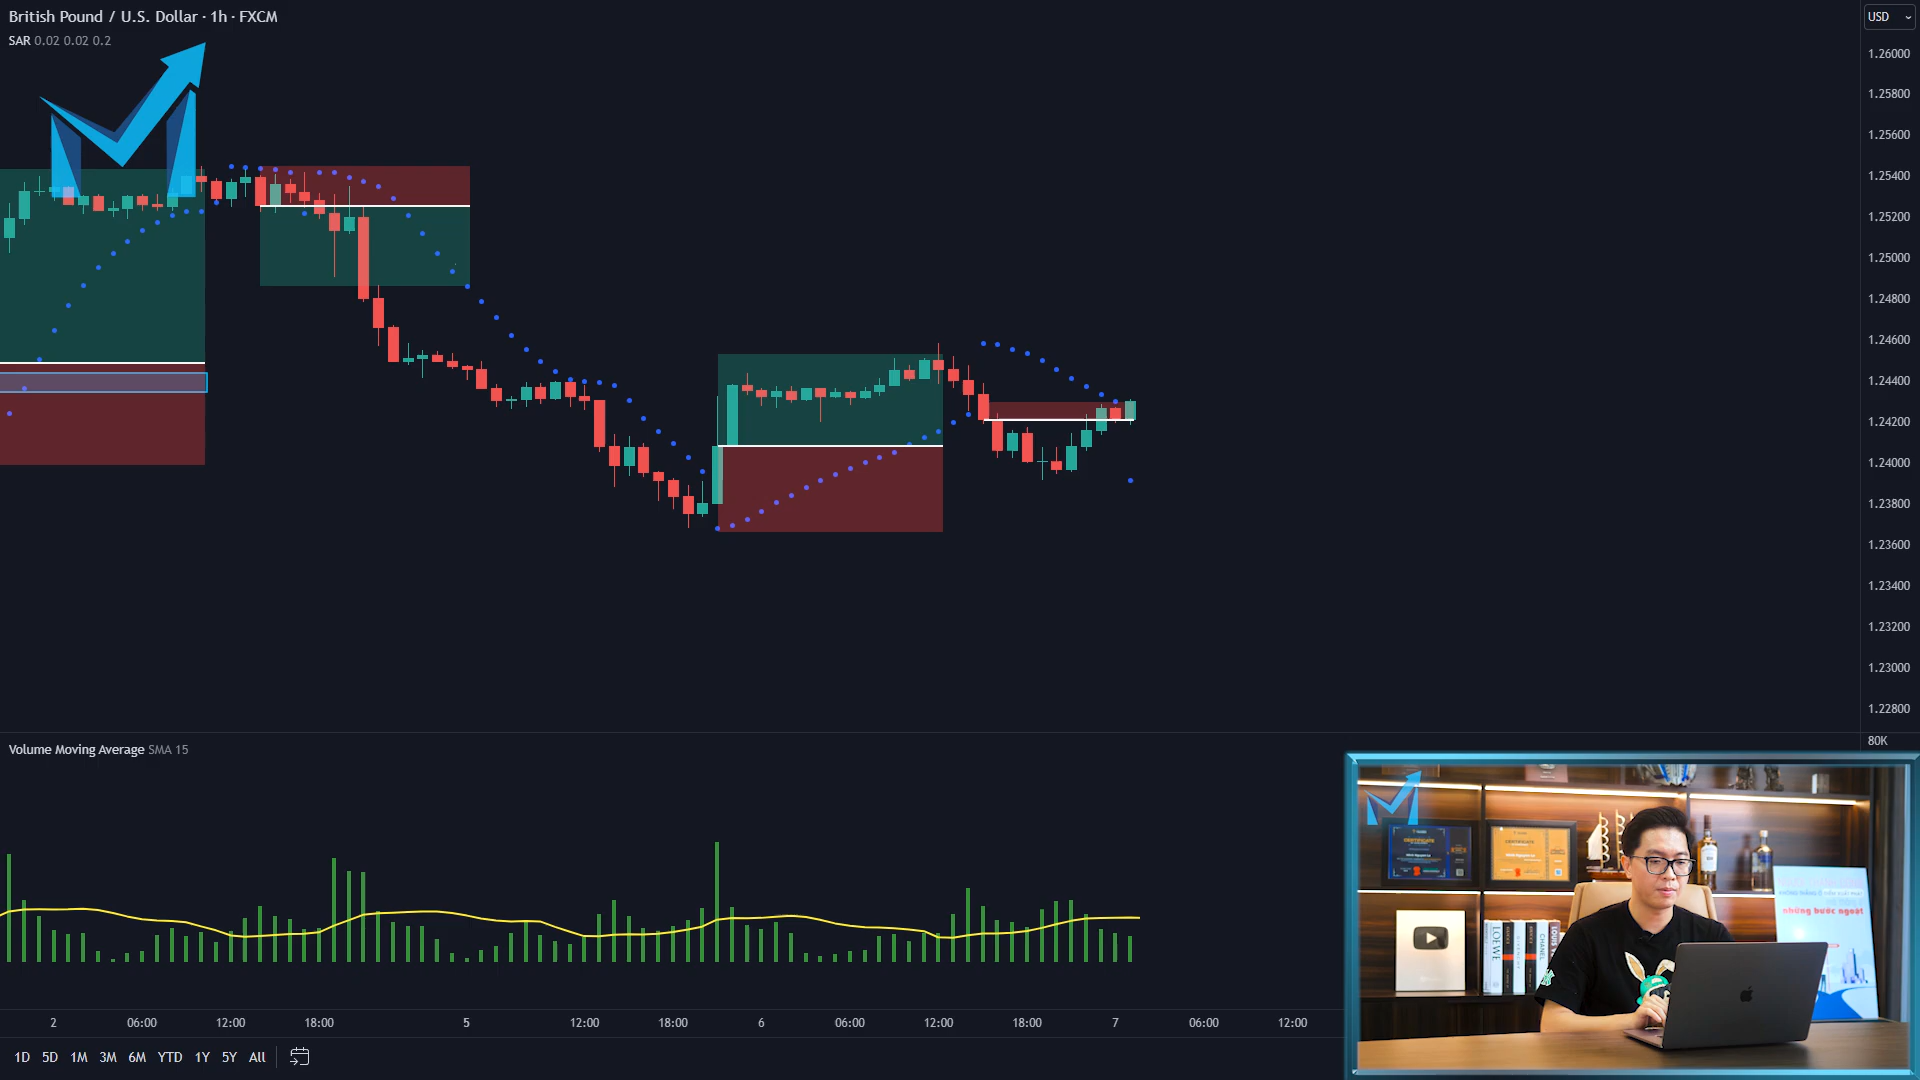 British Pound / U.S. Dollar · 1h · FXCM
USD
SAR 0.02 0.02 0.2
1.26000
1.25800
1.25600
1.25400
1.25200
1.25000
1.24800
1.24600
1.24400
1.24200
1.24000
1.23800
1.23600
1.23400
1.23200
1.23000
1.22800
80K
Volume Moving Average SMA 15
2 06:00 12:00 18:00 5 12:00 18:00 6 06:00 12:00 18:00 7 06:00 12:00
1D 5D 1M 3M 6M YTD 1Y 5Y All
CERTIFICATE
CERTIFICATE
những bước ngoặt
LOEWE
CHANEL